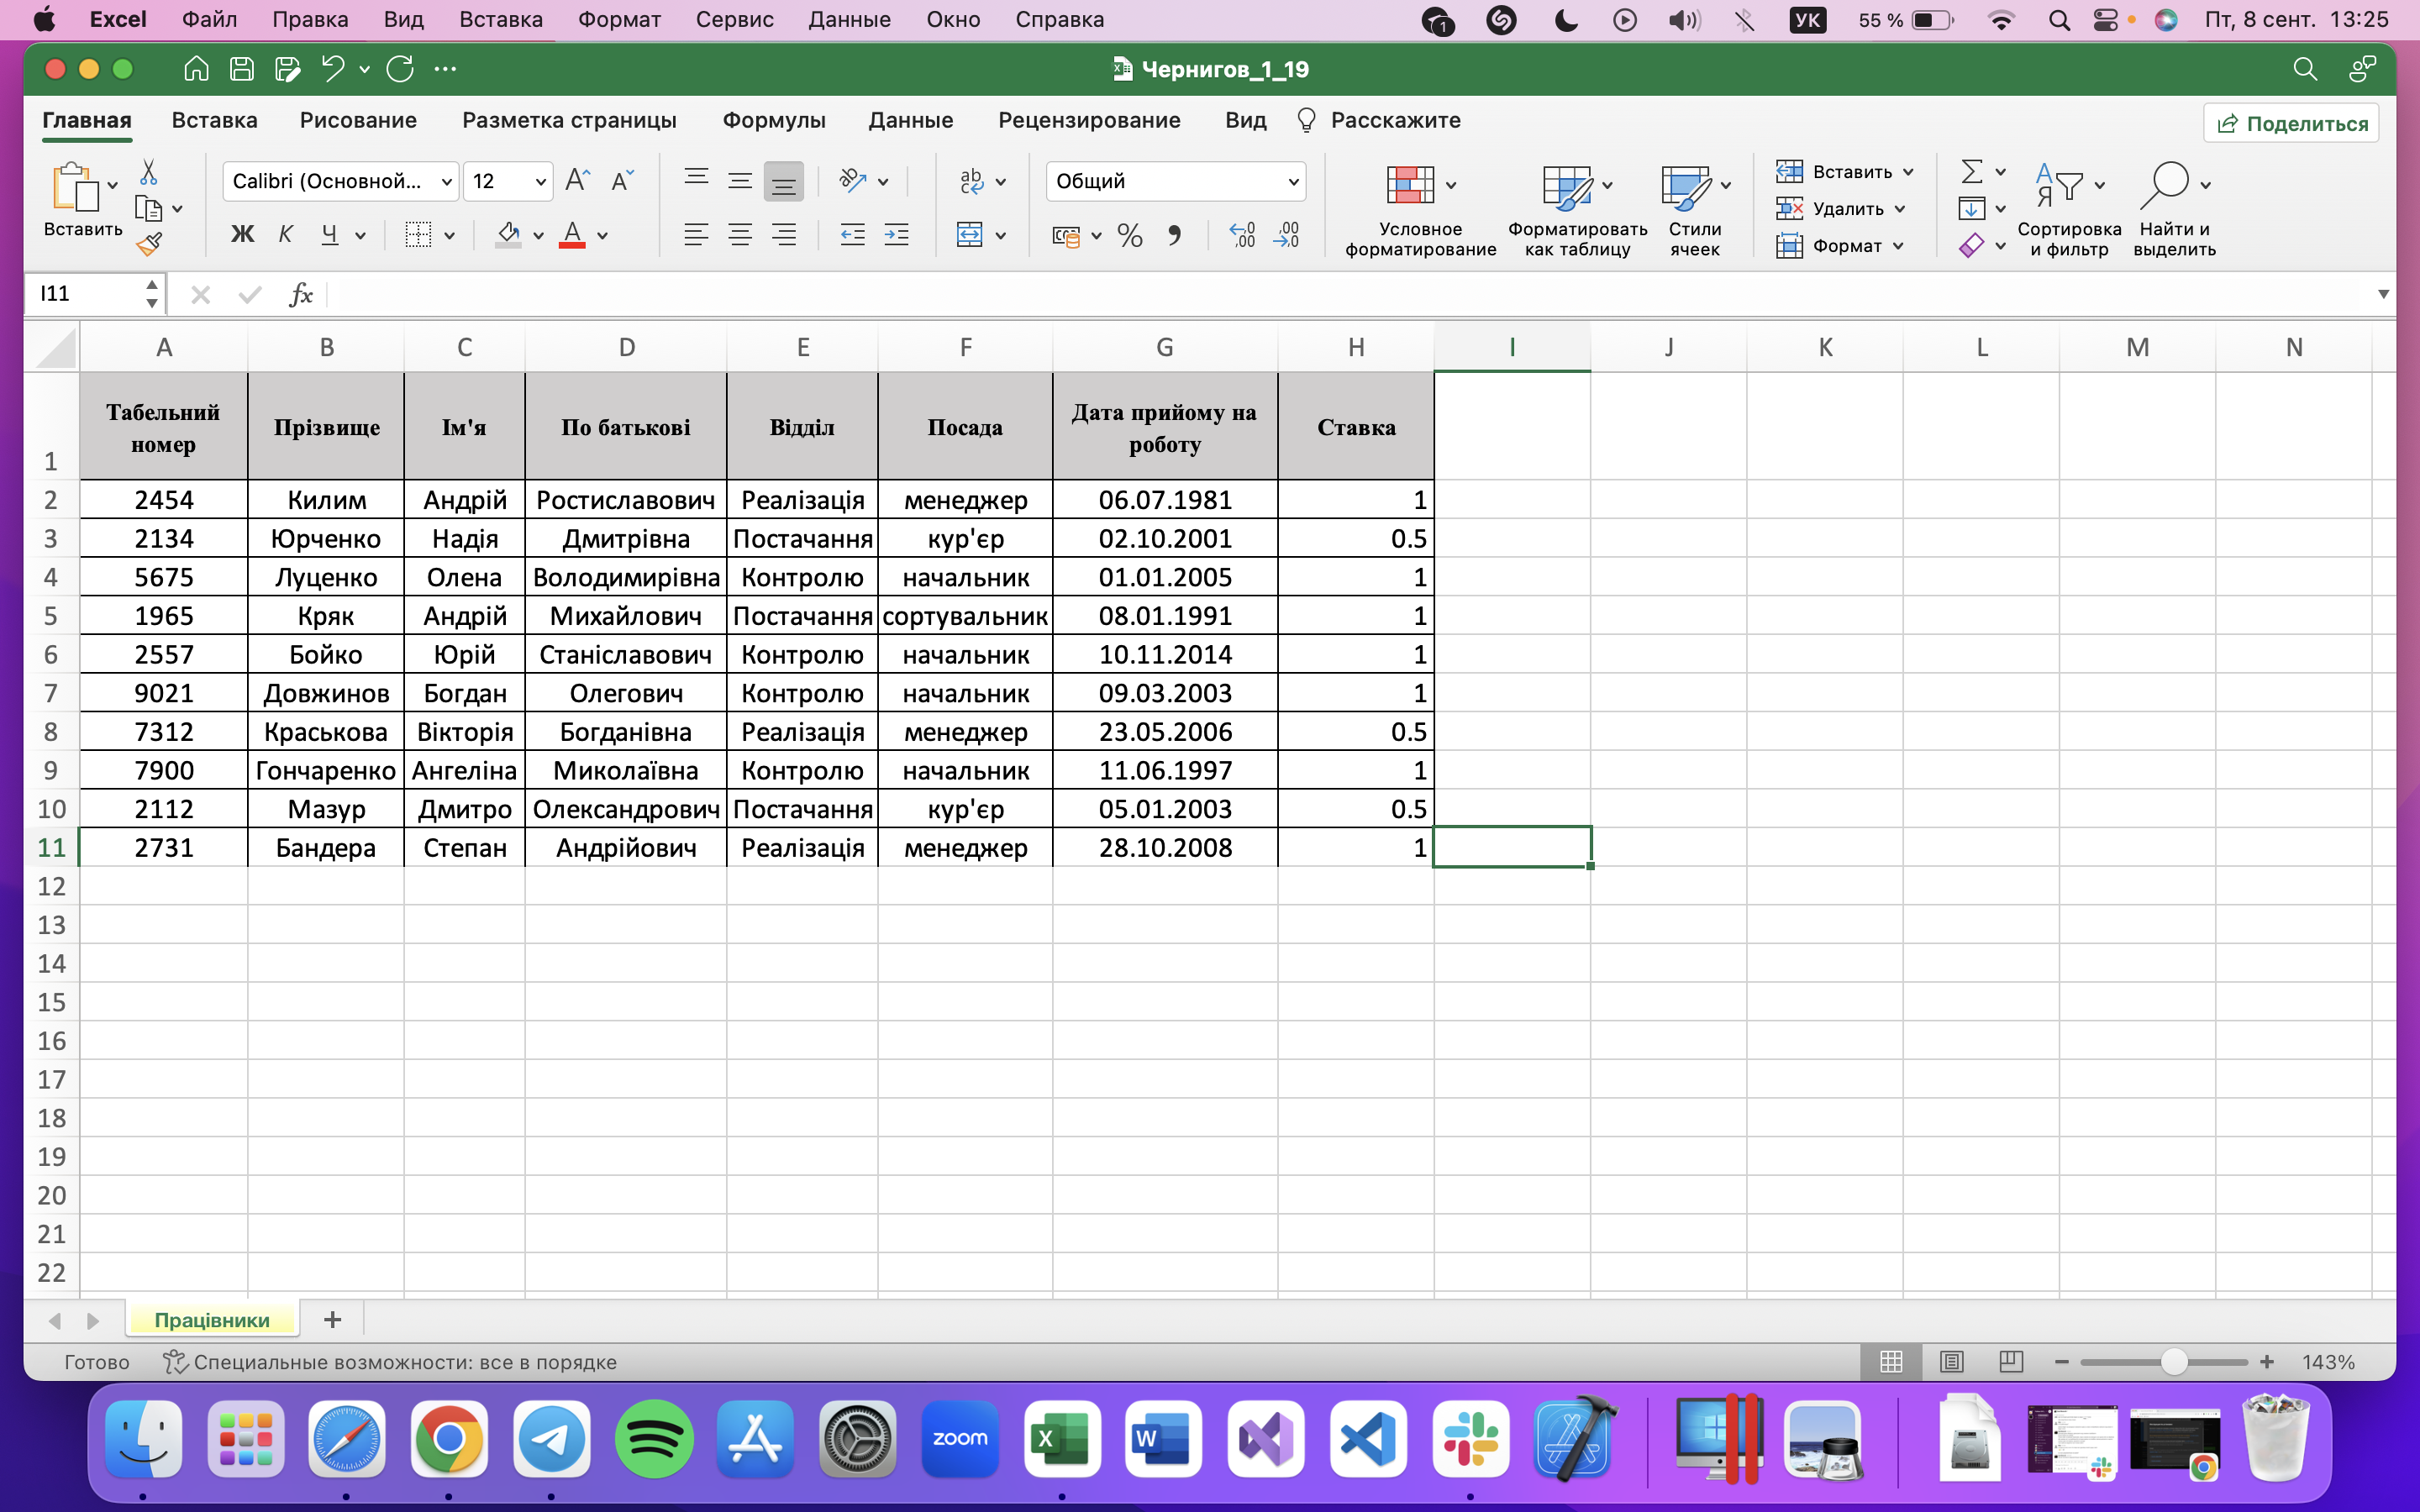 Excel Файл Правка Вид Вставка Формат Сервис Данные Окно Справка 1 УК 55 % Пт, 8 сент. 13:25
Чернигов_1_19
Главная Вставка Рисование Разметка страницы Формулы Данные Рецензирование Вид Расскажите Поделиться
Вставить
Calibri (Основной... 12
Ж К Ч
Общий
Условное форматирование
Форматировать как таблицу
Стили ячеек
Вставить
Удалить
Формат
Сортировка и фильтр
Найти и выделить
I11 fx
A B C D E F G H I J K L M N
1 Табельний номер Прізвище Ім'я По батькові Відділ Посада Дата прийому на роботу Ставка
2 2454 Килим Андрій Ростиславович Реалізація менеджер 06.07.1981 1
3 2134 Юрченко Надія Дмитрівна Постачання кур'єр 02.10.2001 0.5
4 5675 Луценко Олена Володимирівна Контролю начальник 01.01.2005 1
5 1965 Кряк Андрій Михайлович Постачання сортувальник 08.01.1991 1
6 2557 Бойко Юрій Станіславович Контролю начальник 10.11.2014 1
7 9021 Довжинов Богдан Олегович Контролю начальник 09.03.2003 1
8 7312 Краськова Вікторія Богданівна Реалізація менеджер 23.05.2006 0.5
9 7900 Гончаренко Ангеліна Миколаївна Контролю начальник 11.06.1997 1
10 2112 Мазур Дмитро Олександрович Постачання кур'єр 05.01.2003 0.5
11 2731 Бандера Степан Андрійович Реалізація менеджер 28.10.2008 1
12
13
14
15
16
17
18
19
20
21
22
Працівники
Готово Специальные возможности: все в порядке 143%
zoom X W